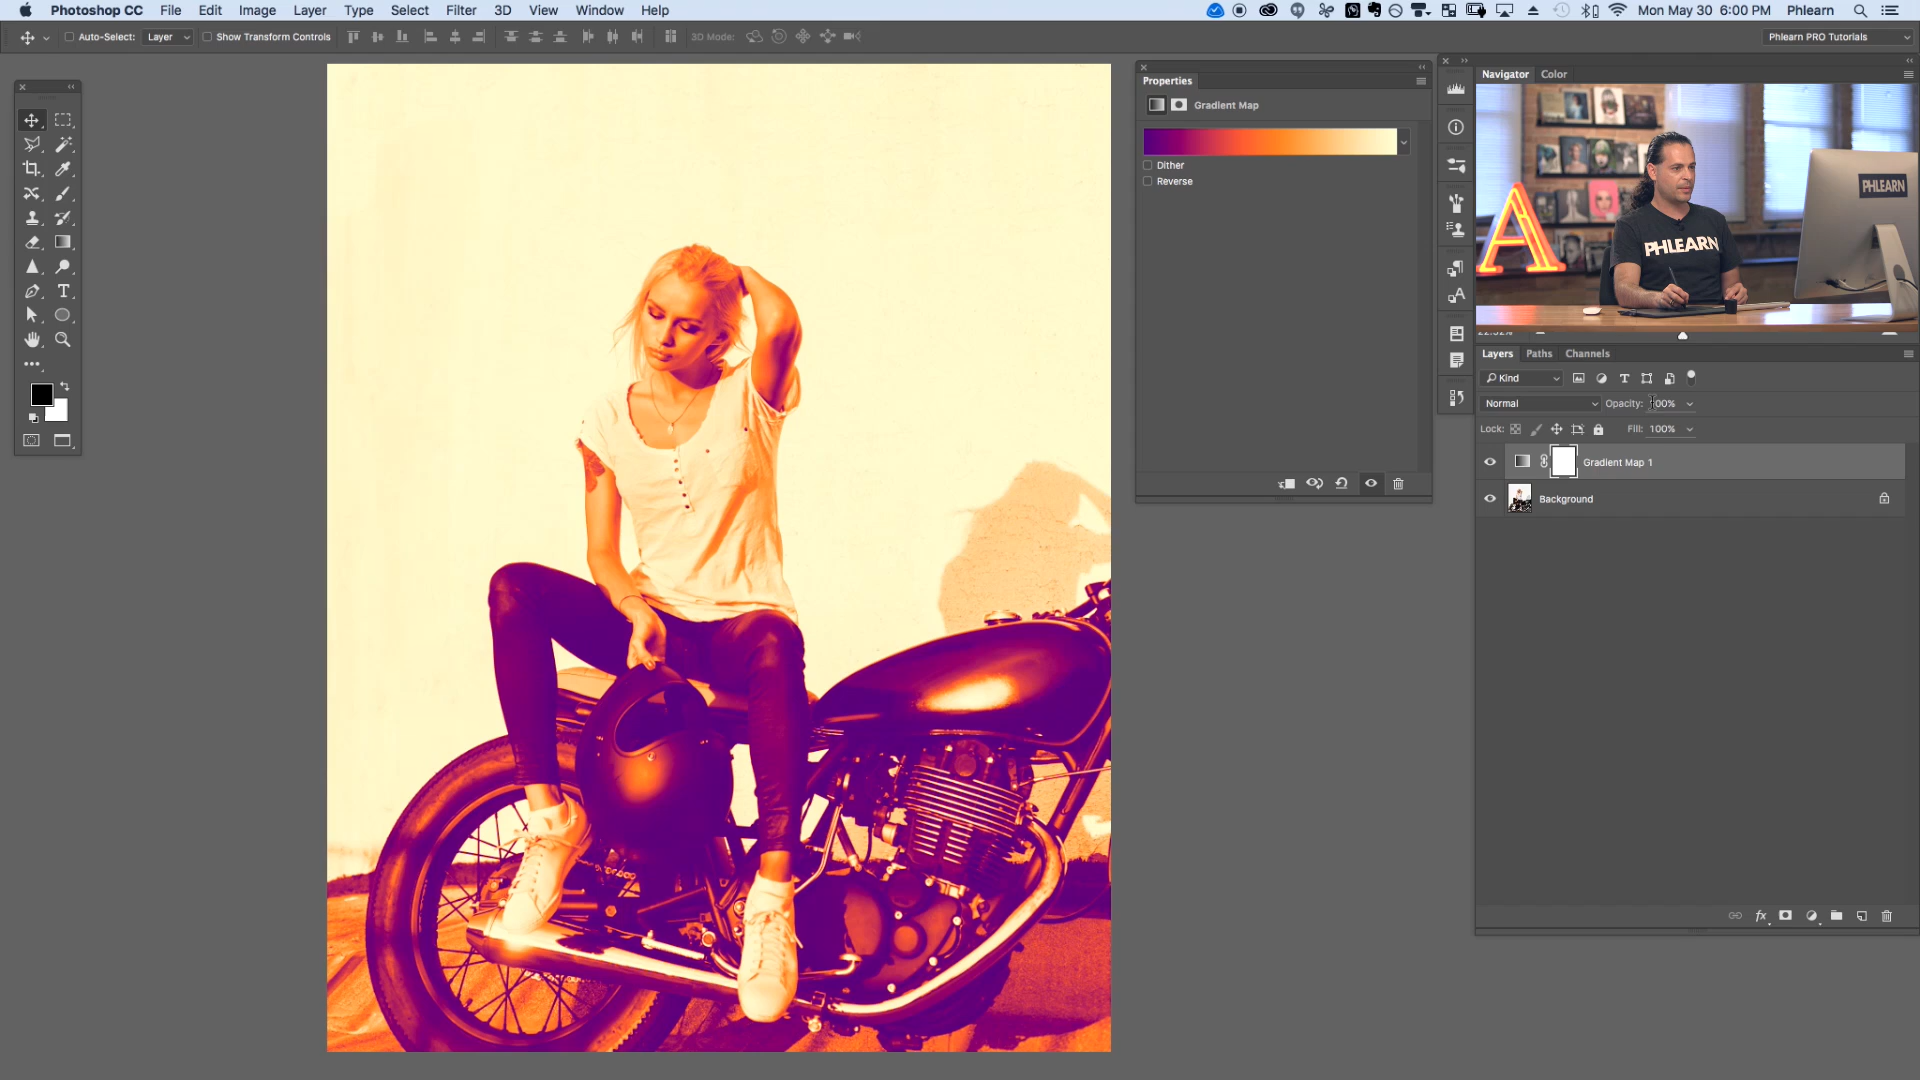 Photoshop CC File Edit Image Layer Type Select Filter 3D View Window Help Mon May 30 6:00 PM Phlearn
Auto-Select: Layer Show Transform Controls 3D Mode: Phlearn PRO Tutorials
Properties
Gradient Map
Dither
Reverse
Navigator Color
PHLEARN
PHLEARN
A
Layers Paths Channels
Kind
Normal Opacity: 100%
Lock: Fill: 100%
Gradient Map 1
Background
fx